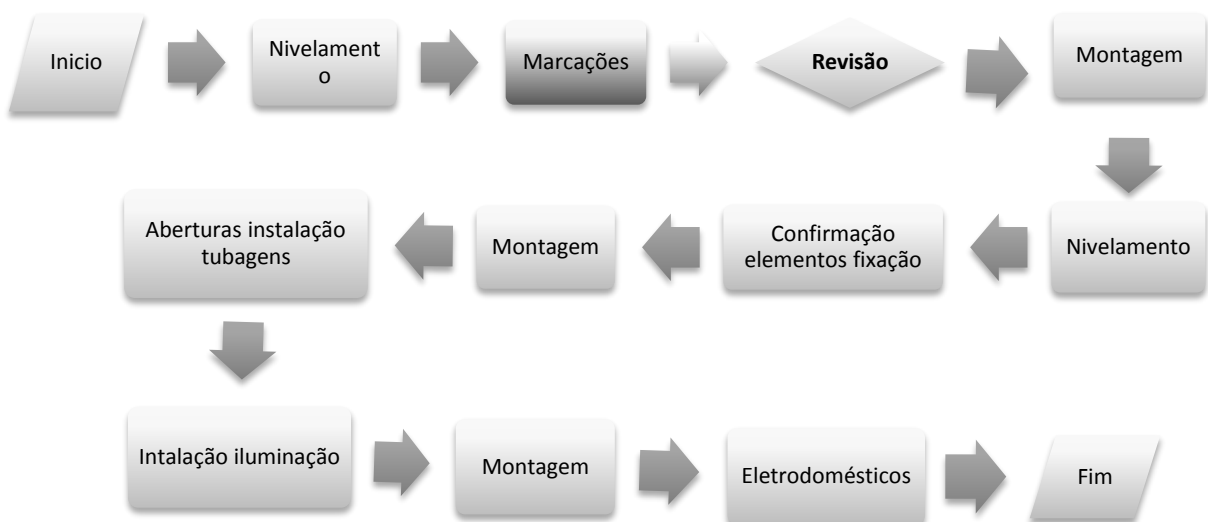 Inicio
Nivelament
o
Marcações
Revisão
Montagem
Nivelamento
Confirmação
elementos fixação
Montagem
Aberturas instalação
tubagens
Intalação iluminação
Montagem
Eletrodomésticos
Fim